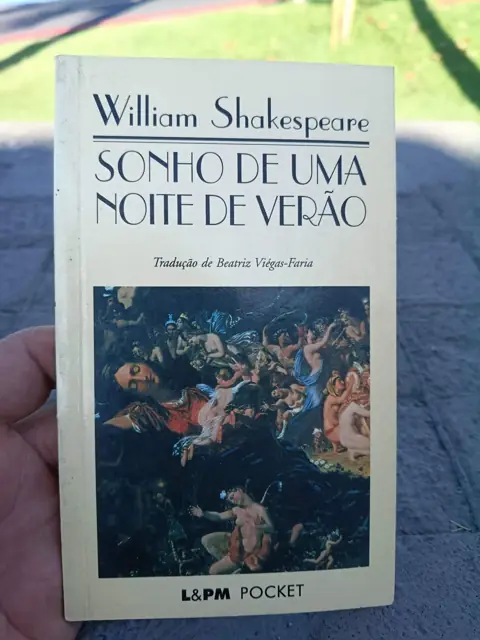 William Shakespeare
SONHO DE UMA
NOITE DE VERÃO
Tradução de Beatriz Viégas-Faria
L&PM POCKET